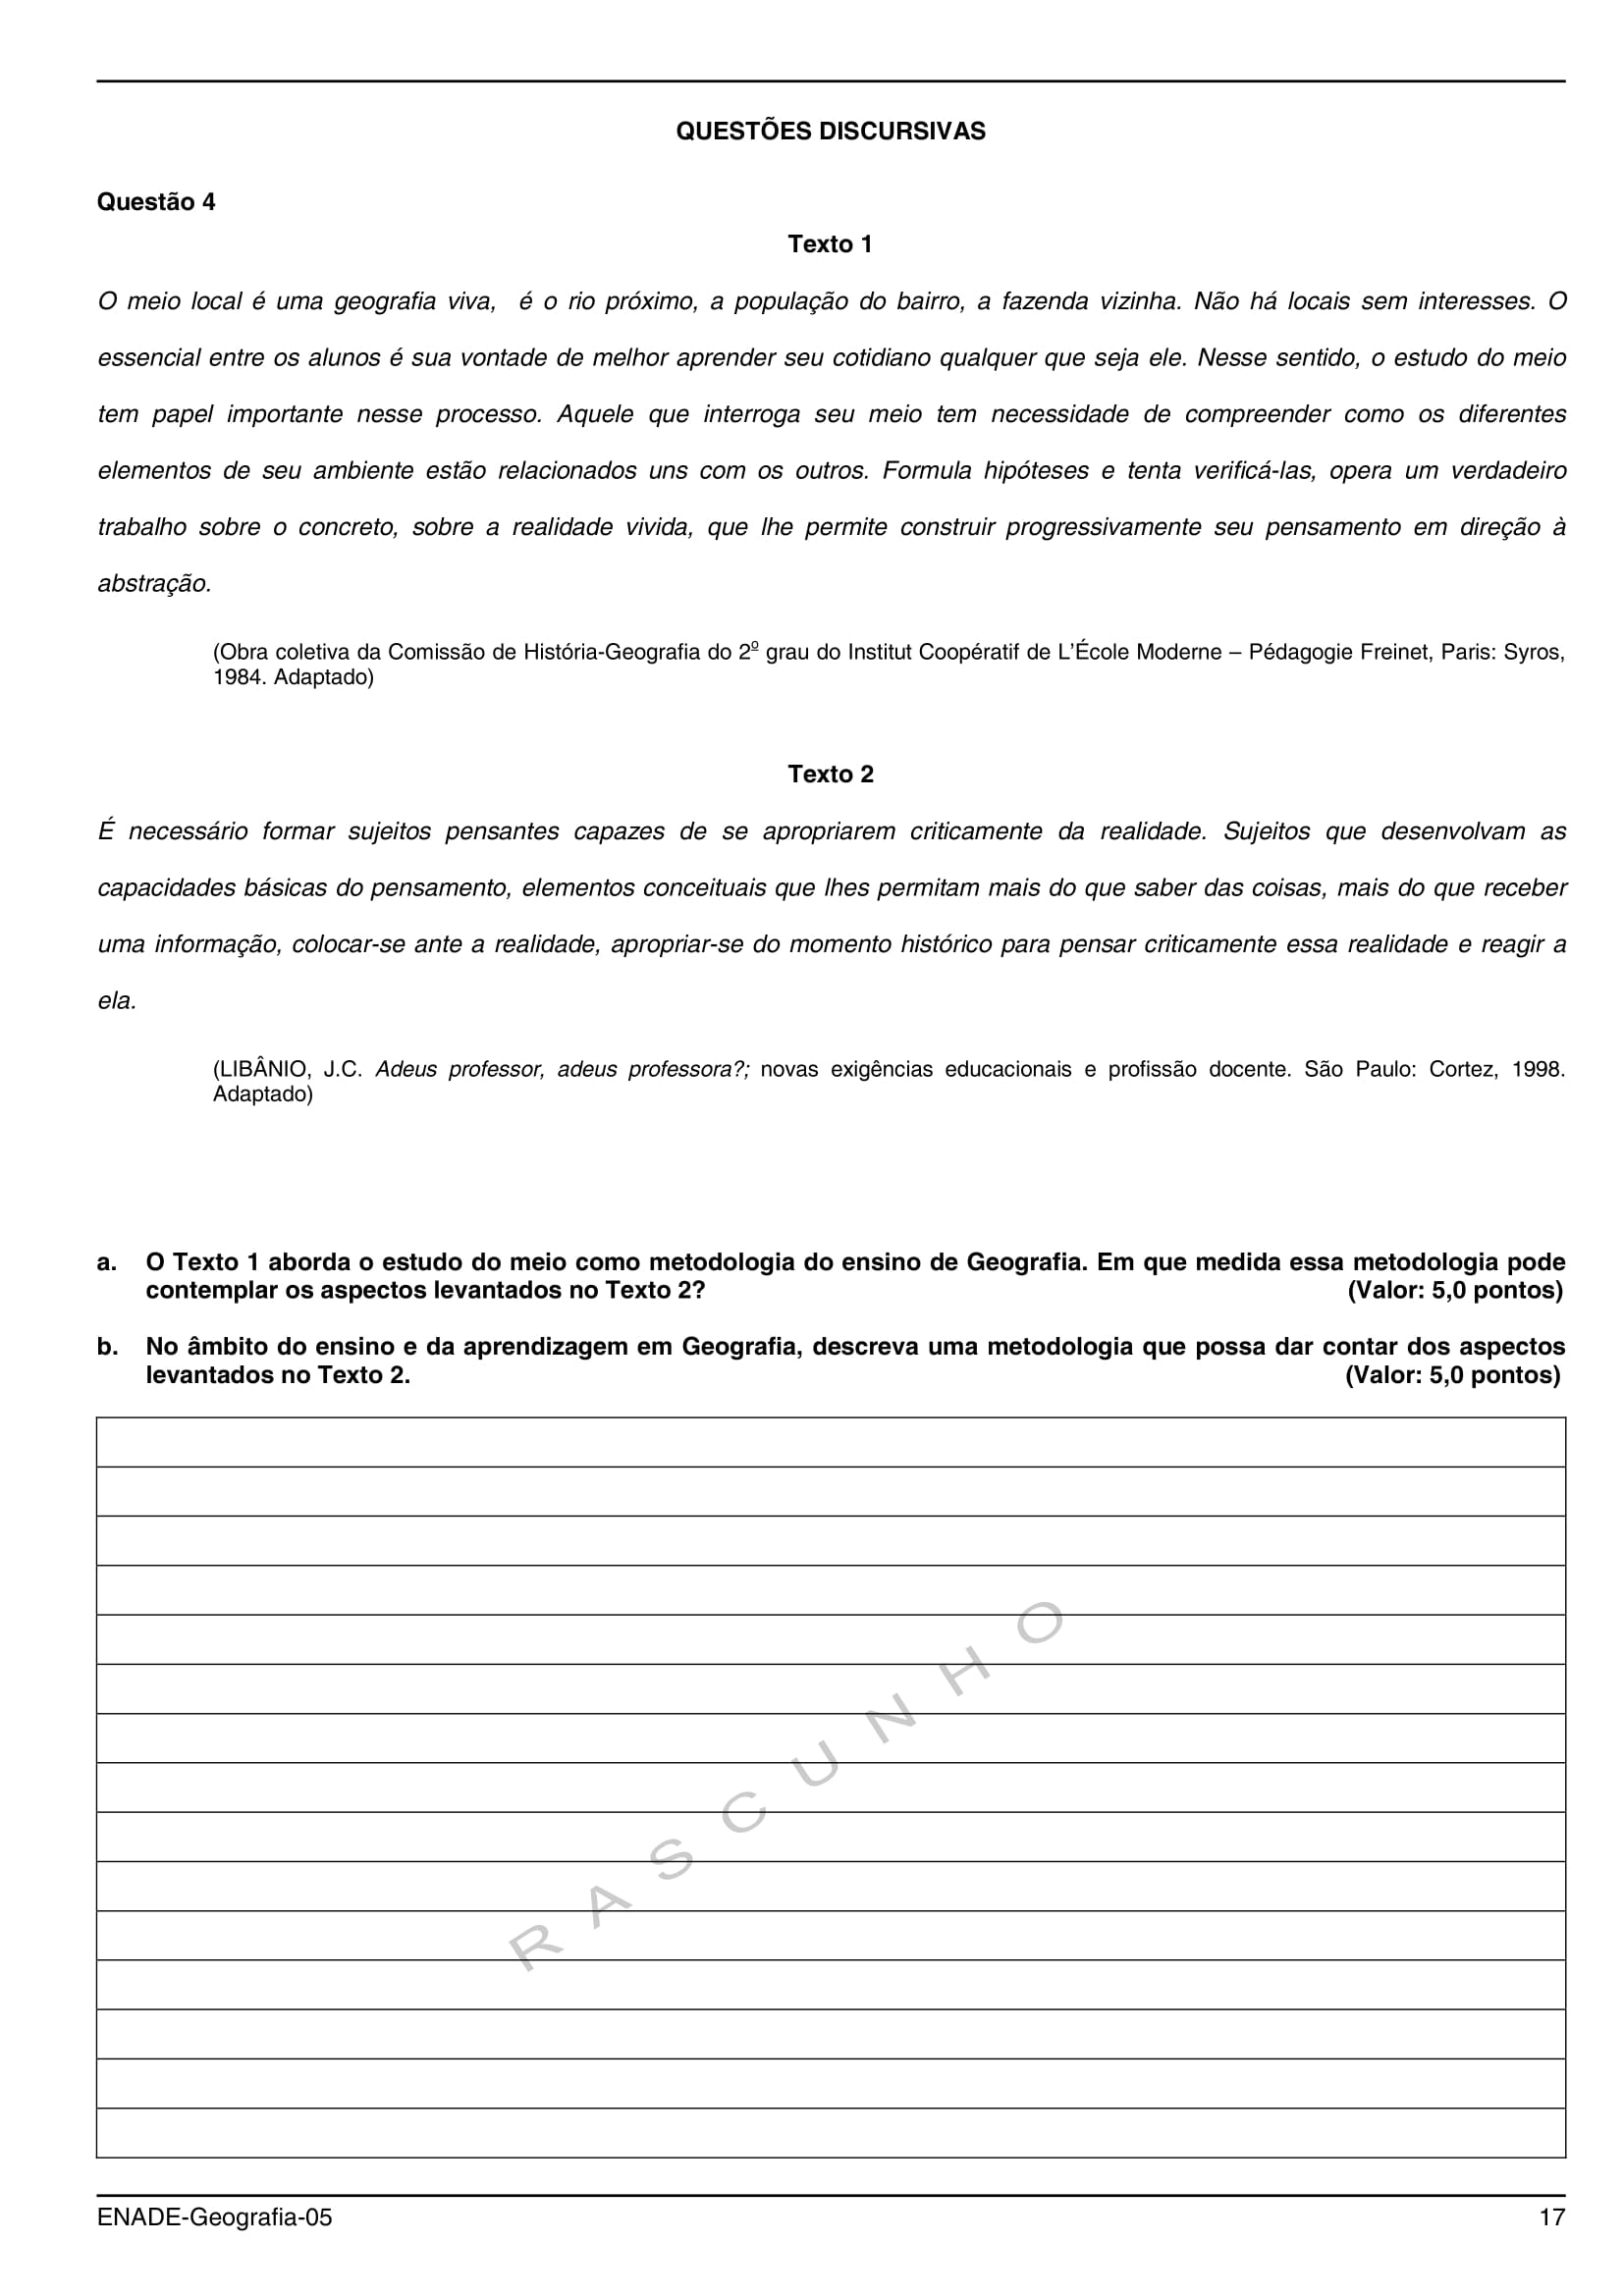 QUESTÕES DISCURSIVAS
Questão 4
Texto 1
O meio local é uma geografia viva,  é o rio próximo, a população do bairro, a fazenda vizinha. Não há locais sem interesses. O
essencial entre os alunos é sua vontade de melhor aprender seu cotidiano qualquer que seja ele. Nesse sentido, o estudo do meio
tem papel importante nesse processo. Aquele que interroga seu meio tem necessidade de compreender como os diferentes
elementos de seu ambiente estão relacionados uns com os outros. Formula hipóteses e tenta verificá-las, opera um verdadeiro
trabalho sobre o concreto, sobre a realidade vivida, que lhe permite construir progressivamente seu pensamento em direção à
abstração.
(Obra coletiva da Comissão de História-Geografia do 2º grau do Institut Coopératif de L'École Moderne – Pédagogie Freinet, Paris: Syros,
1984. Adaptado)
Texto 2
É necessário formar sujeitos pensantes capazes de se apropriarem criticamente da realidade. Sujeitos que desenvolvam as
capacidades básicas do pensamento, elementos conceituais que lhes permitam mais do que saber das coisas, mais do que receber
uma informação, colocar-se ante a realidade, apropriar-se do momento histórico para pensar criticamente essa realidade e reagir a
ela.
(LIBÂNIO, J.C. Adeus professor, adeus professora?; novas exigências educacionais e profissão docente. São Paulo: Cortez, 1998.
Adaptado)
a. O Texto 1 aborda o estudo do meio como metodologia do ensino de Geografia. Em que medida essa metodologia pode
contemplar os aspectos levantados no Texto 2? (Valor: 5,0 pontos)
b. No âmbito do ensino e da aprendizagem em Geografia, descreva uma metodologia que possa dar contar dos aspectos
levantados no Texto 2. (Valor: 5,0 pontos)
RASCUNHO
ENADE-Geografia-05 17